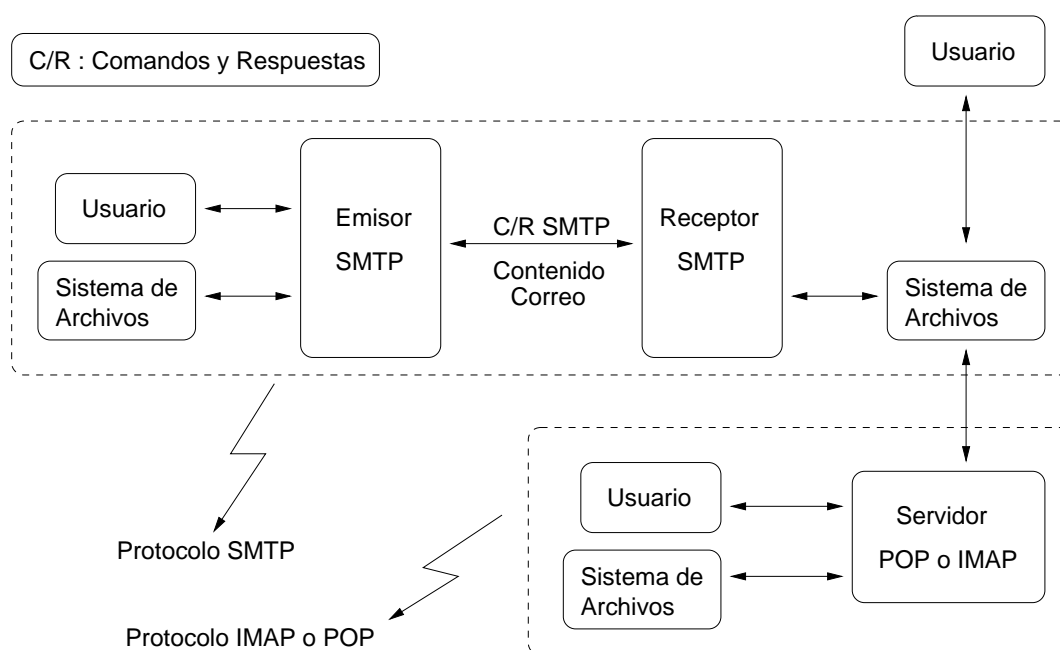 C/R : Comandos y Respuestas
Usuario
Usuario
Sistema de
Archivos
Emisor
SMTP
C/R SMTP
Contenido
Correo
Receptor
SMTP
Sistema de
Archivos
Protocolo SMTP
Protocolo IMAP o POP
Usuario
Sistema de
Archivos
Servidor
POP o IMAP